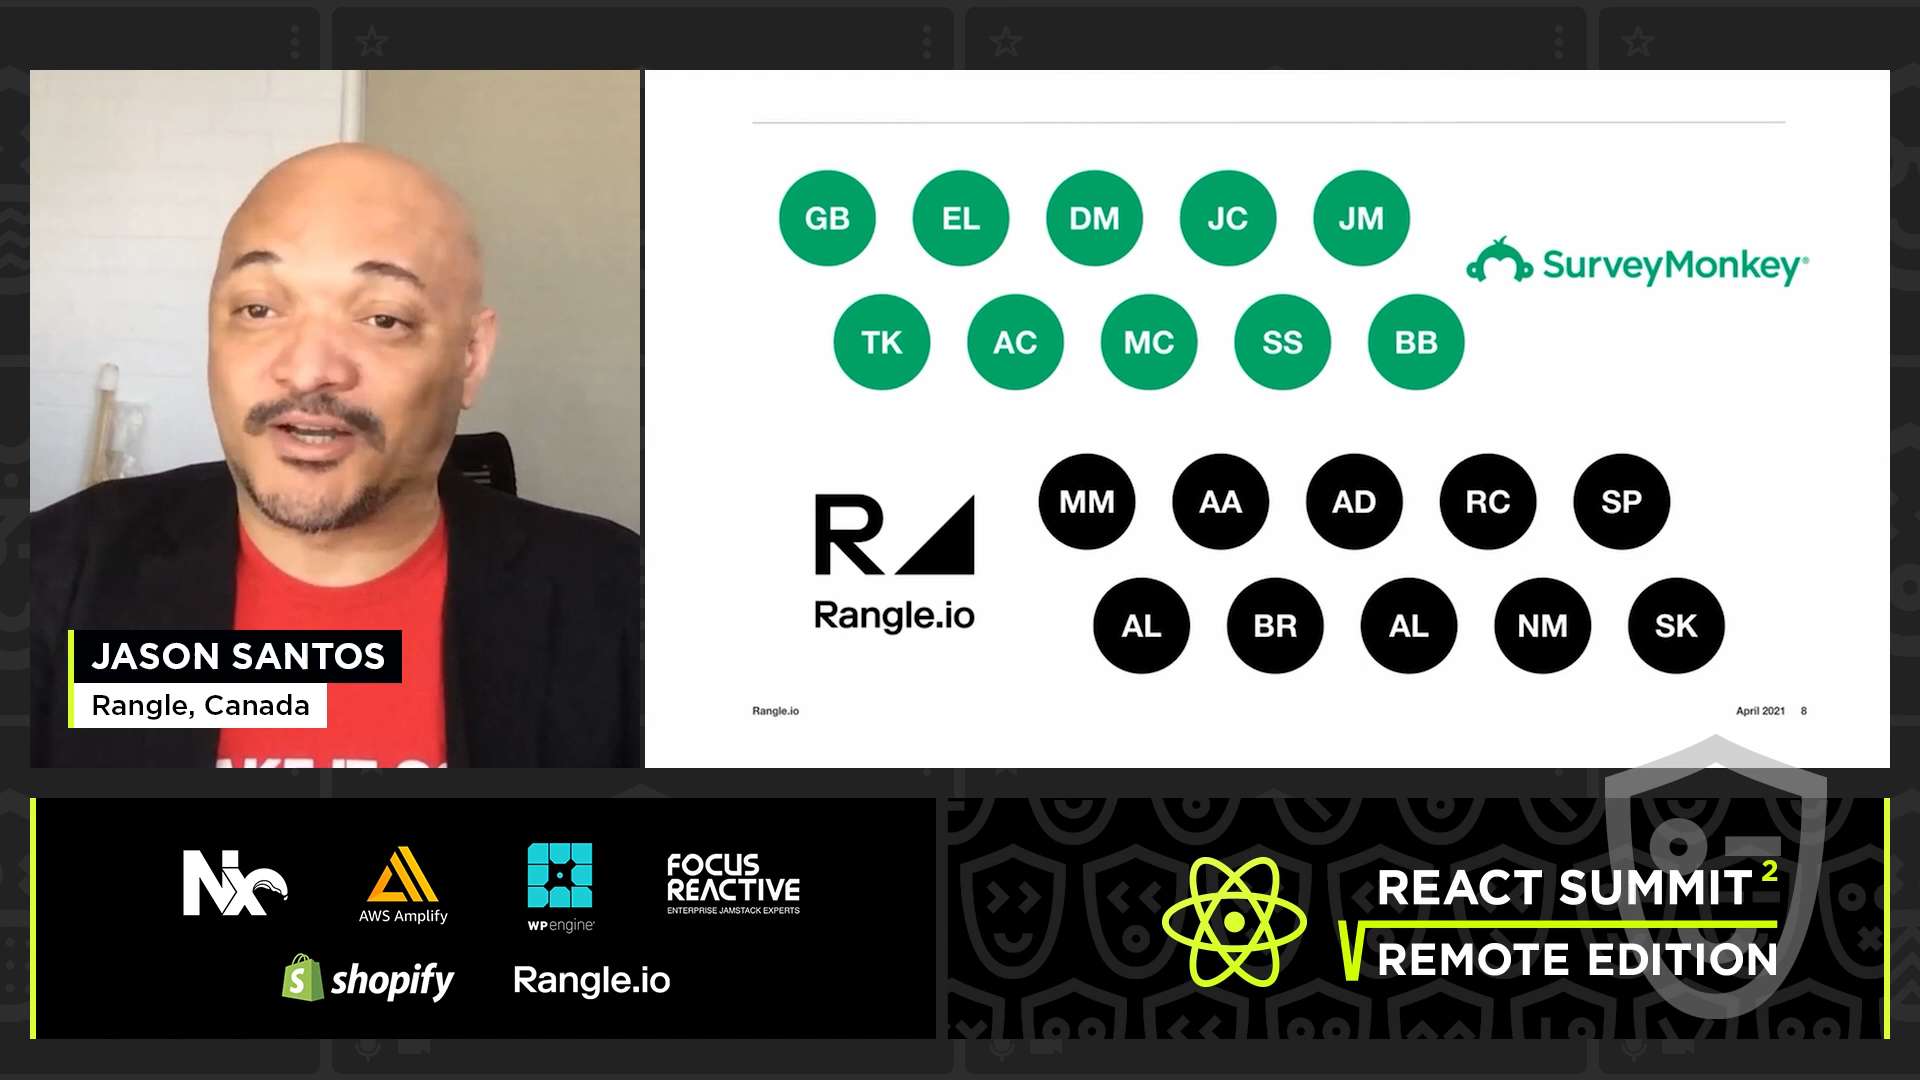 GB EL DM JC JM
SurveyMonkey®
TK AC MC SS BB
MM AA AD RC SP
R
Rangle.io
AL BR AL NM SK
Rangle.io
April 2021 8
JASON SANTOS
Rangle, Canada
Nx
AWS Amplify
WP engine
FOCUS
REACTIVE
ENTERPRISE JAMSTACK EXPERTS
shopify
Rangle.io
REACT SUMMIT 2
REMOTE EDITION